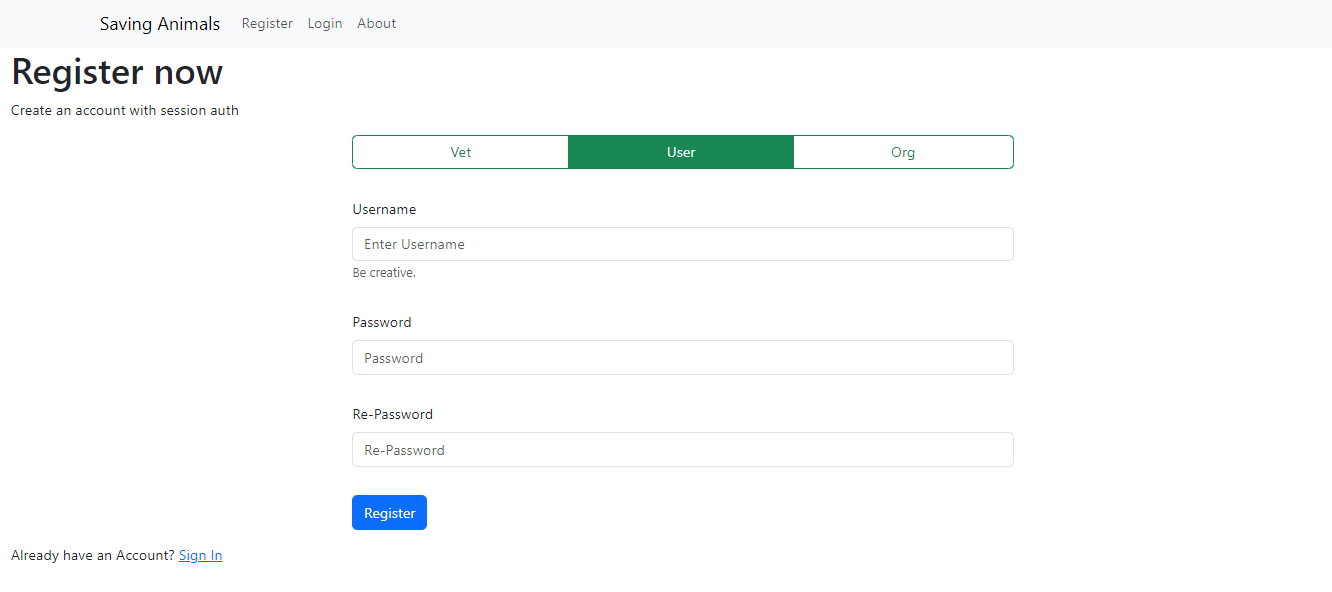 Saving Animals Register Login About
Register now
Create an account with session auth
Vet User Org
Username
Enter Username
Be creative.
Password
Password
Re-Password
Re-Password
Register
Already have an Account? Sign In